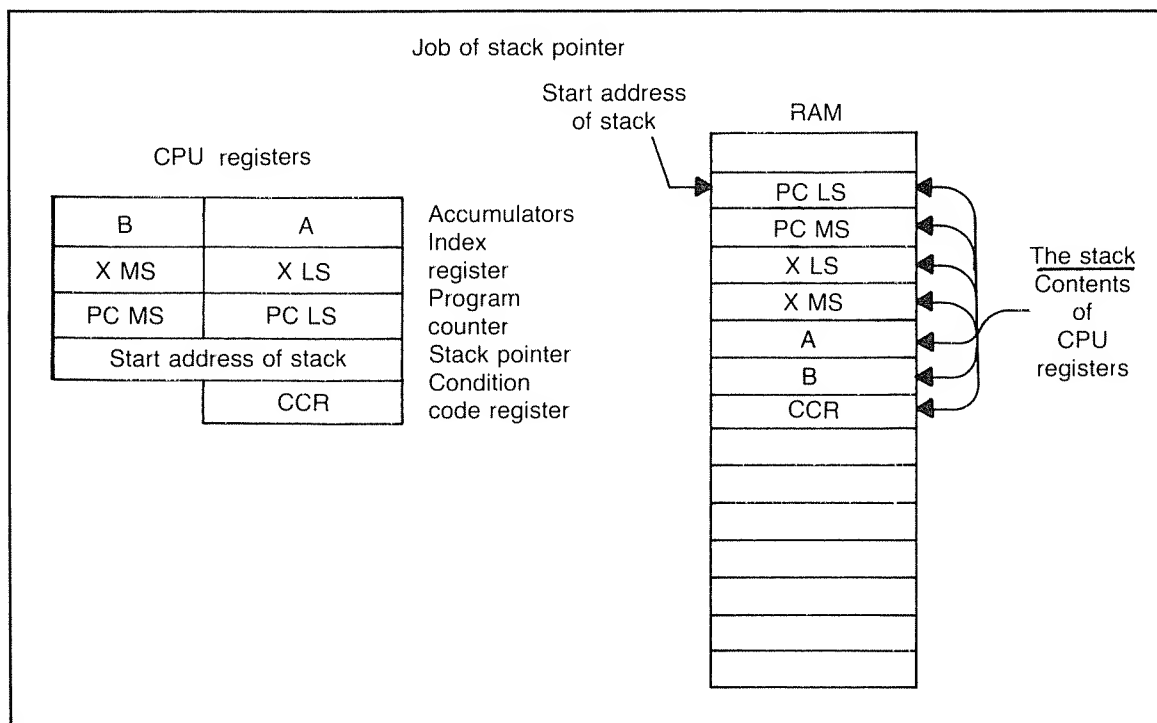 Job of stack pointer
Start address
of stack
RAM
CPU registers
B
A
Accumulators
X MS
X LS
Index
register
PC MS
PC LS
Program
counter
Start address of stack
Stack pointer
CCR
Condition
code register
PC LS
PC MS
X LS
X MS
A
B
CCR
The stack
Contents
of
CPU
registers